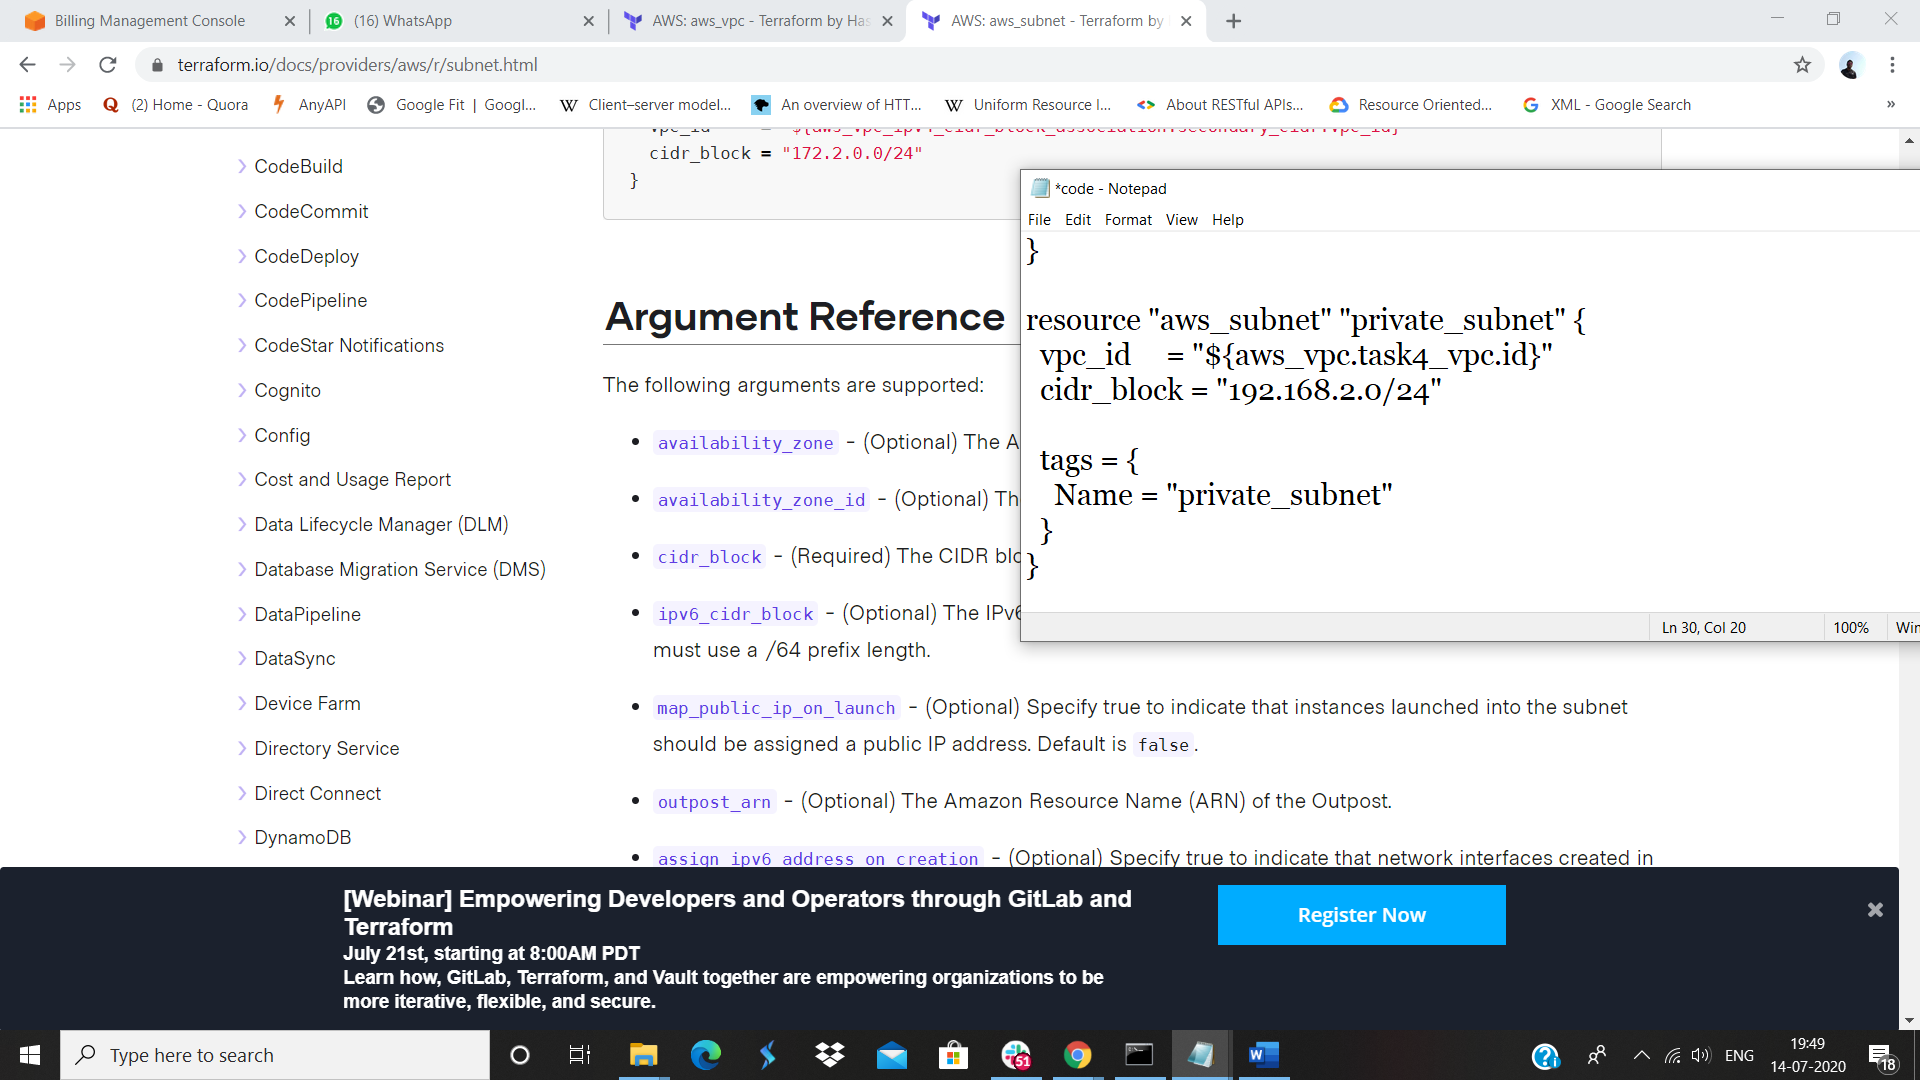 Billing Management Console
(16) WhatsApp
AWS: aws_vpc - Terraform by Has
AWS: aws_subnet - Terraform by
terraform.io/docs/providers/aws/r/subnet.html
Apps
(2) Home - Quora
AnyAPI
Google Fit | Googl...
Client–server model...
An overview of HTT...
Uniform Resource I...
About RESTful APIs...
Resource Oriented...
XML - Google Search
»
cidr_block = "172.2.0.0/24"
}
CodeBuild
CodeCommit
CodeDeploy
CodePipeline
CodeStar Notifications
Cognito
Config
Cost and Usage Report
Data Lifecycle Manager (DLM)
Database Migration Service (DMS)
DataPipeline
DataSync
Device Farm
Directory Service
Direct Connect
DynamoDB
Argument Reference
The following arguments are supported:
availability_zone - (Optional) The A
availability_zone_id - (Optional) Th
cidr_block - (Required) The CIDR blo
ipv6_cidr_block - (Optional) The IPv6
must use a /64 prefix length.
map_public_ip_on_launch - (Optional) Specify true to indicate that instances launched into the subnet
should be assigned a public IP address. Default is false.
outpost_arn - (Optional) The Amazon Resource Name (ARN) of the Outpost.
assign_ipv6_address_on_creation - (Optional) Specify true to indicate that network interfaces created in
*code - Notepad
File Edit Format View Help
}
resource "aws_subnet" "private_subnet" {
vpc_id = "${aws_vpc.task4_vpc.id}"
cidr_block = "192.168.2.0/24"
tags = {
Name = "private_subnet"
}
}
Ln 30, Col 20
100%
Win
[Webinar] Empowering Developers and Operators through GitLab and
Terraform
July 21st, starting at 8:00AM PDT
Learn how, GitLab, Terraform, and Vault together are empowering organizations to be
more iterative, flexible, and secure.
Register Now
Type here to search
51
ENG
19:49
14-07-2020
18